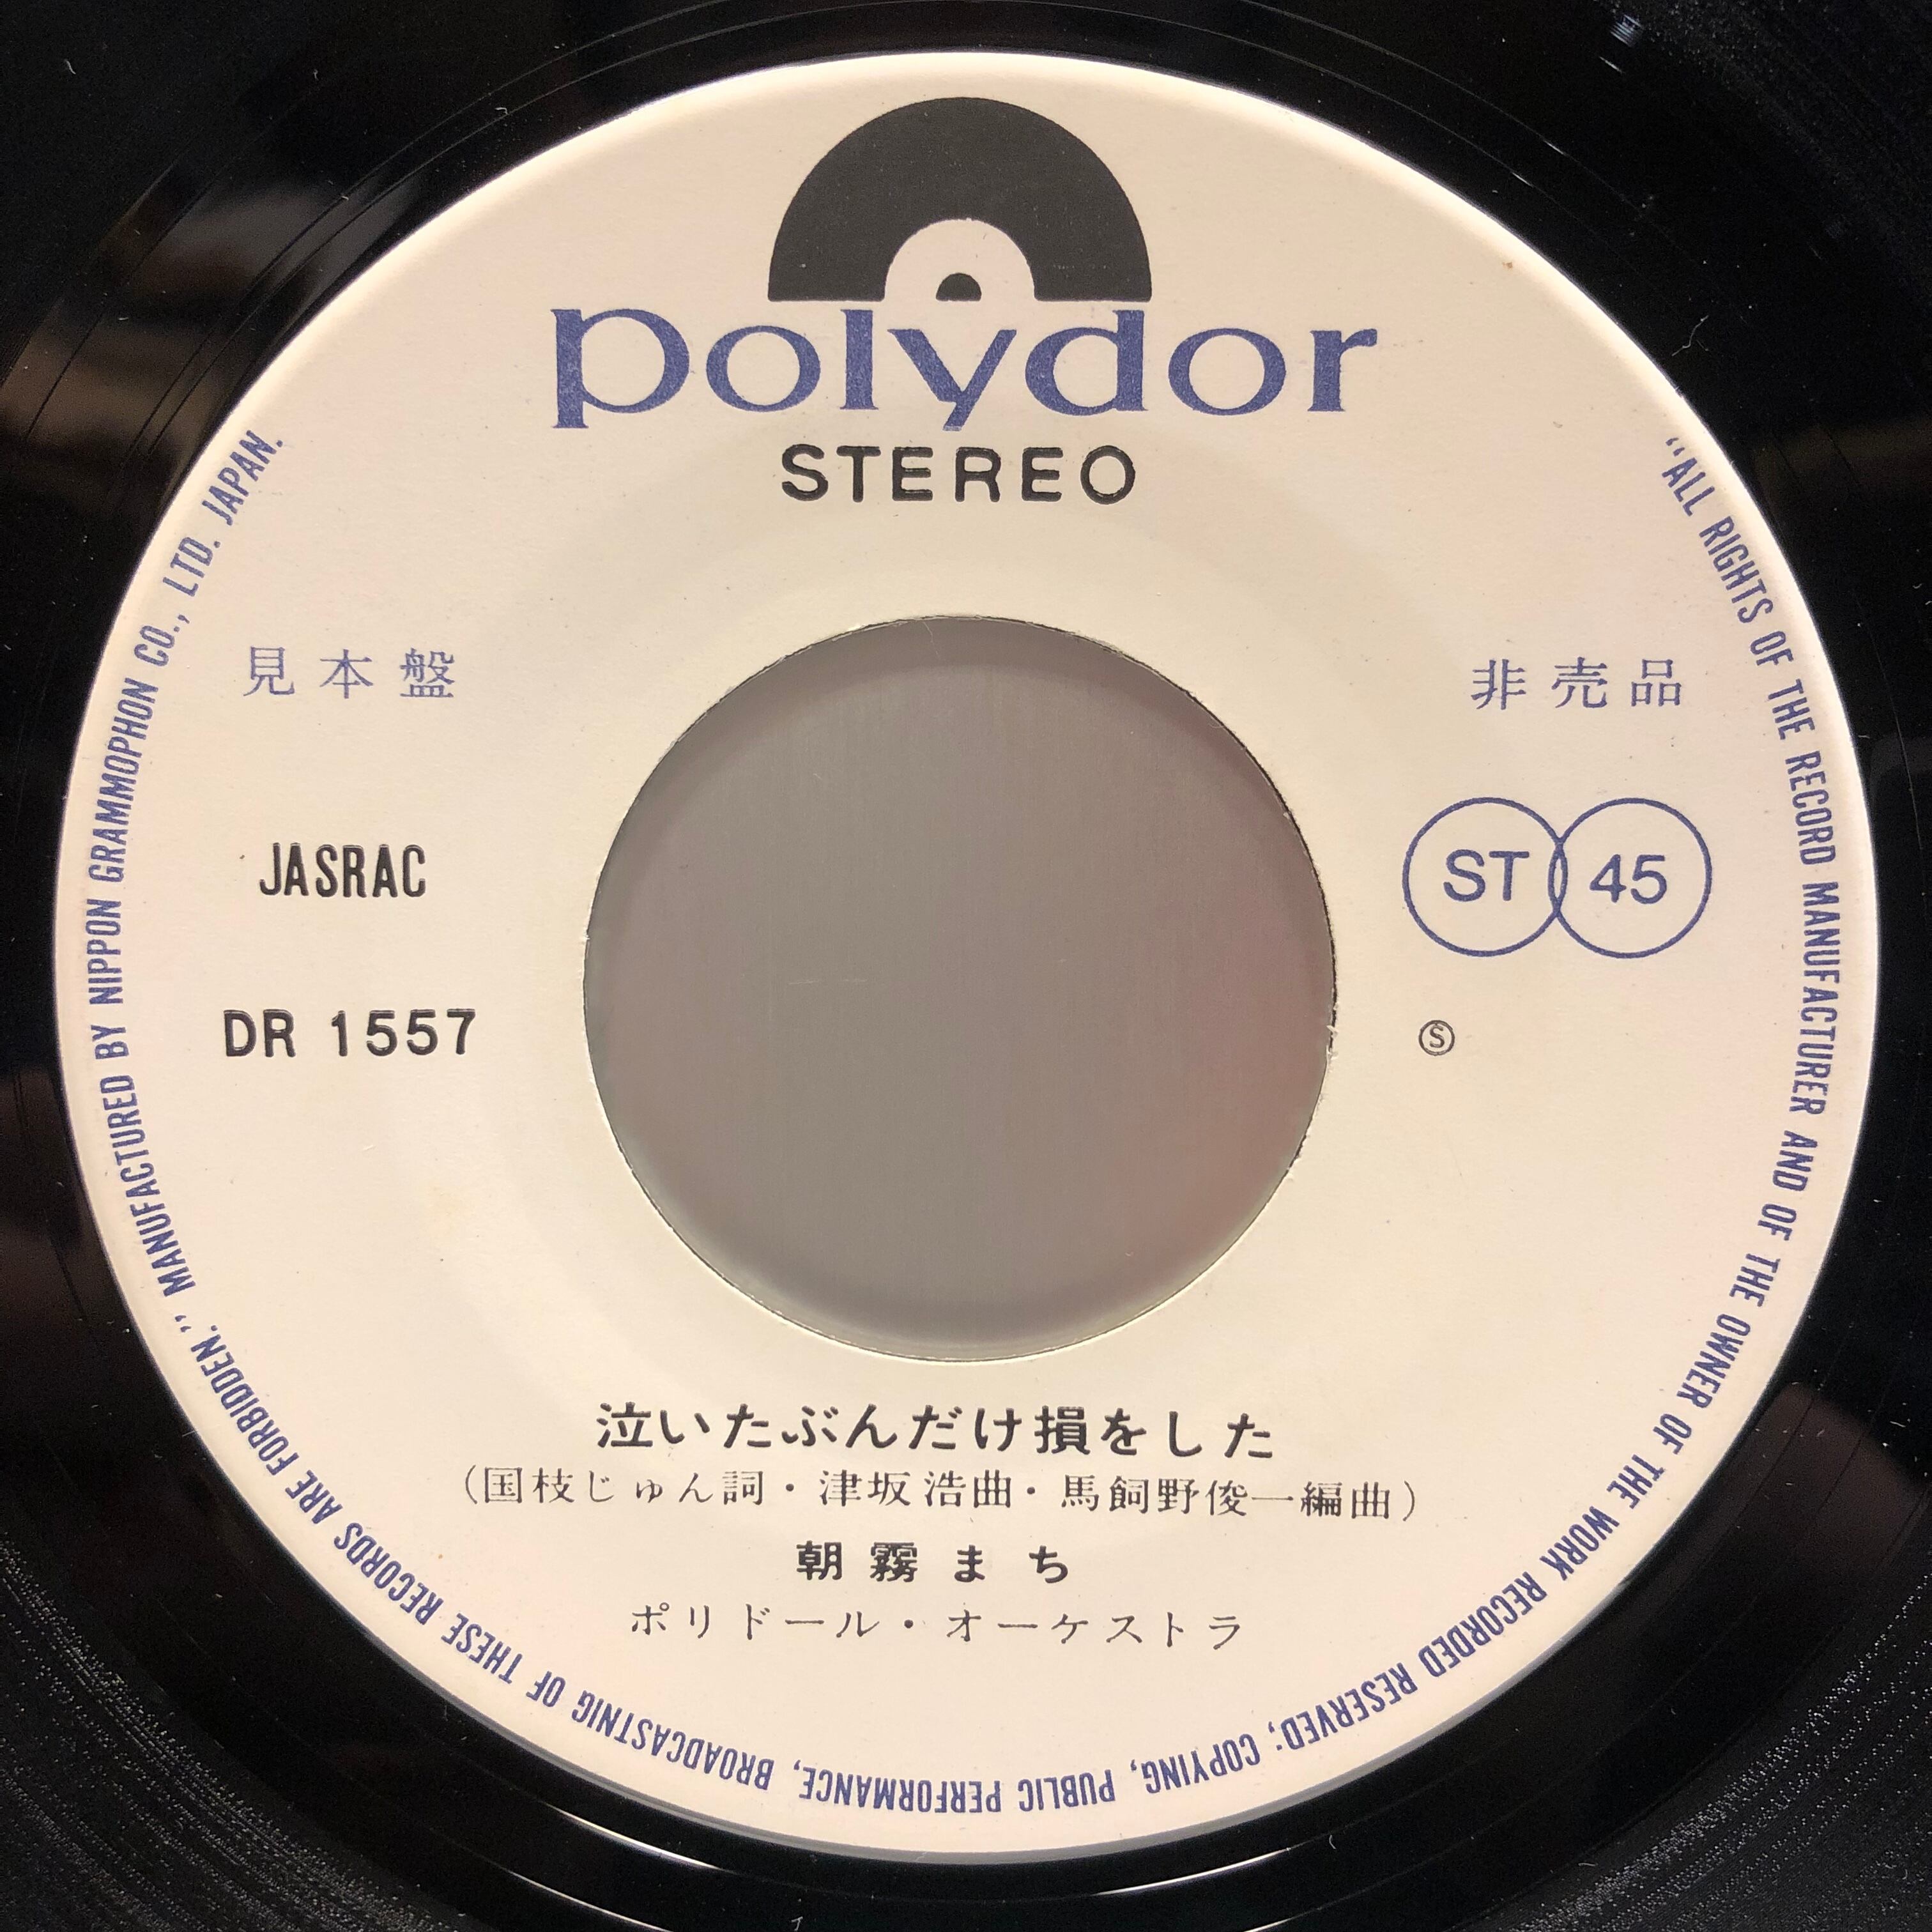 polydor
STEREO
見本盤
非売品
JASRAC
ST 45
DR 1557
Ⓢ
泣いたぶんだけ損をした
(国枝じゅん詞・津坂浩曲・馬飼野俊一編曲)
朝霧まち
ポリドール・オーケストラ
“ALL RIGHTS OF THE RECORD MANUFACTURER AND OF THE OWNER OF THE WORK RECORDED RESERVED; COPYING, PUBLIC PERFORMANCE, BROADCASTNIG OF THESE RECORDS ARE FORBIDDEN.” MANUFACTURED BY NIPPON GRAMMOPHON CO., LTD. JAPAN.